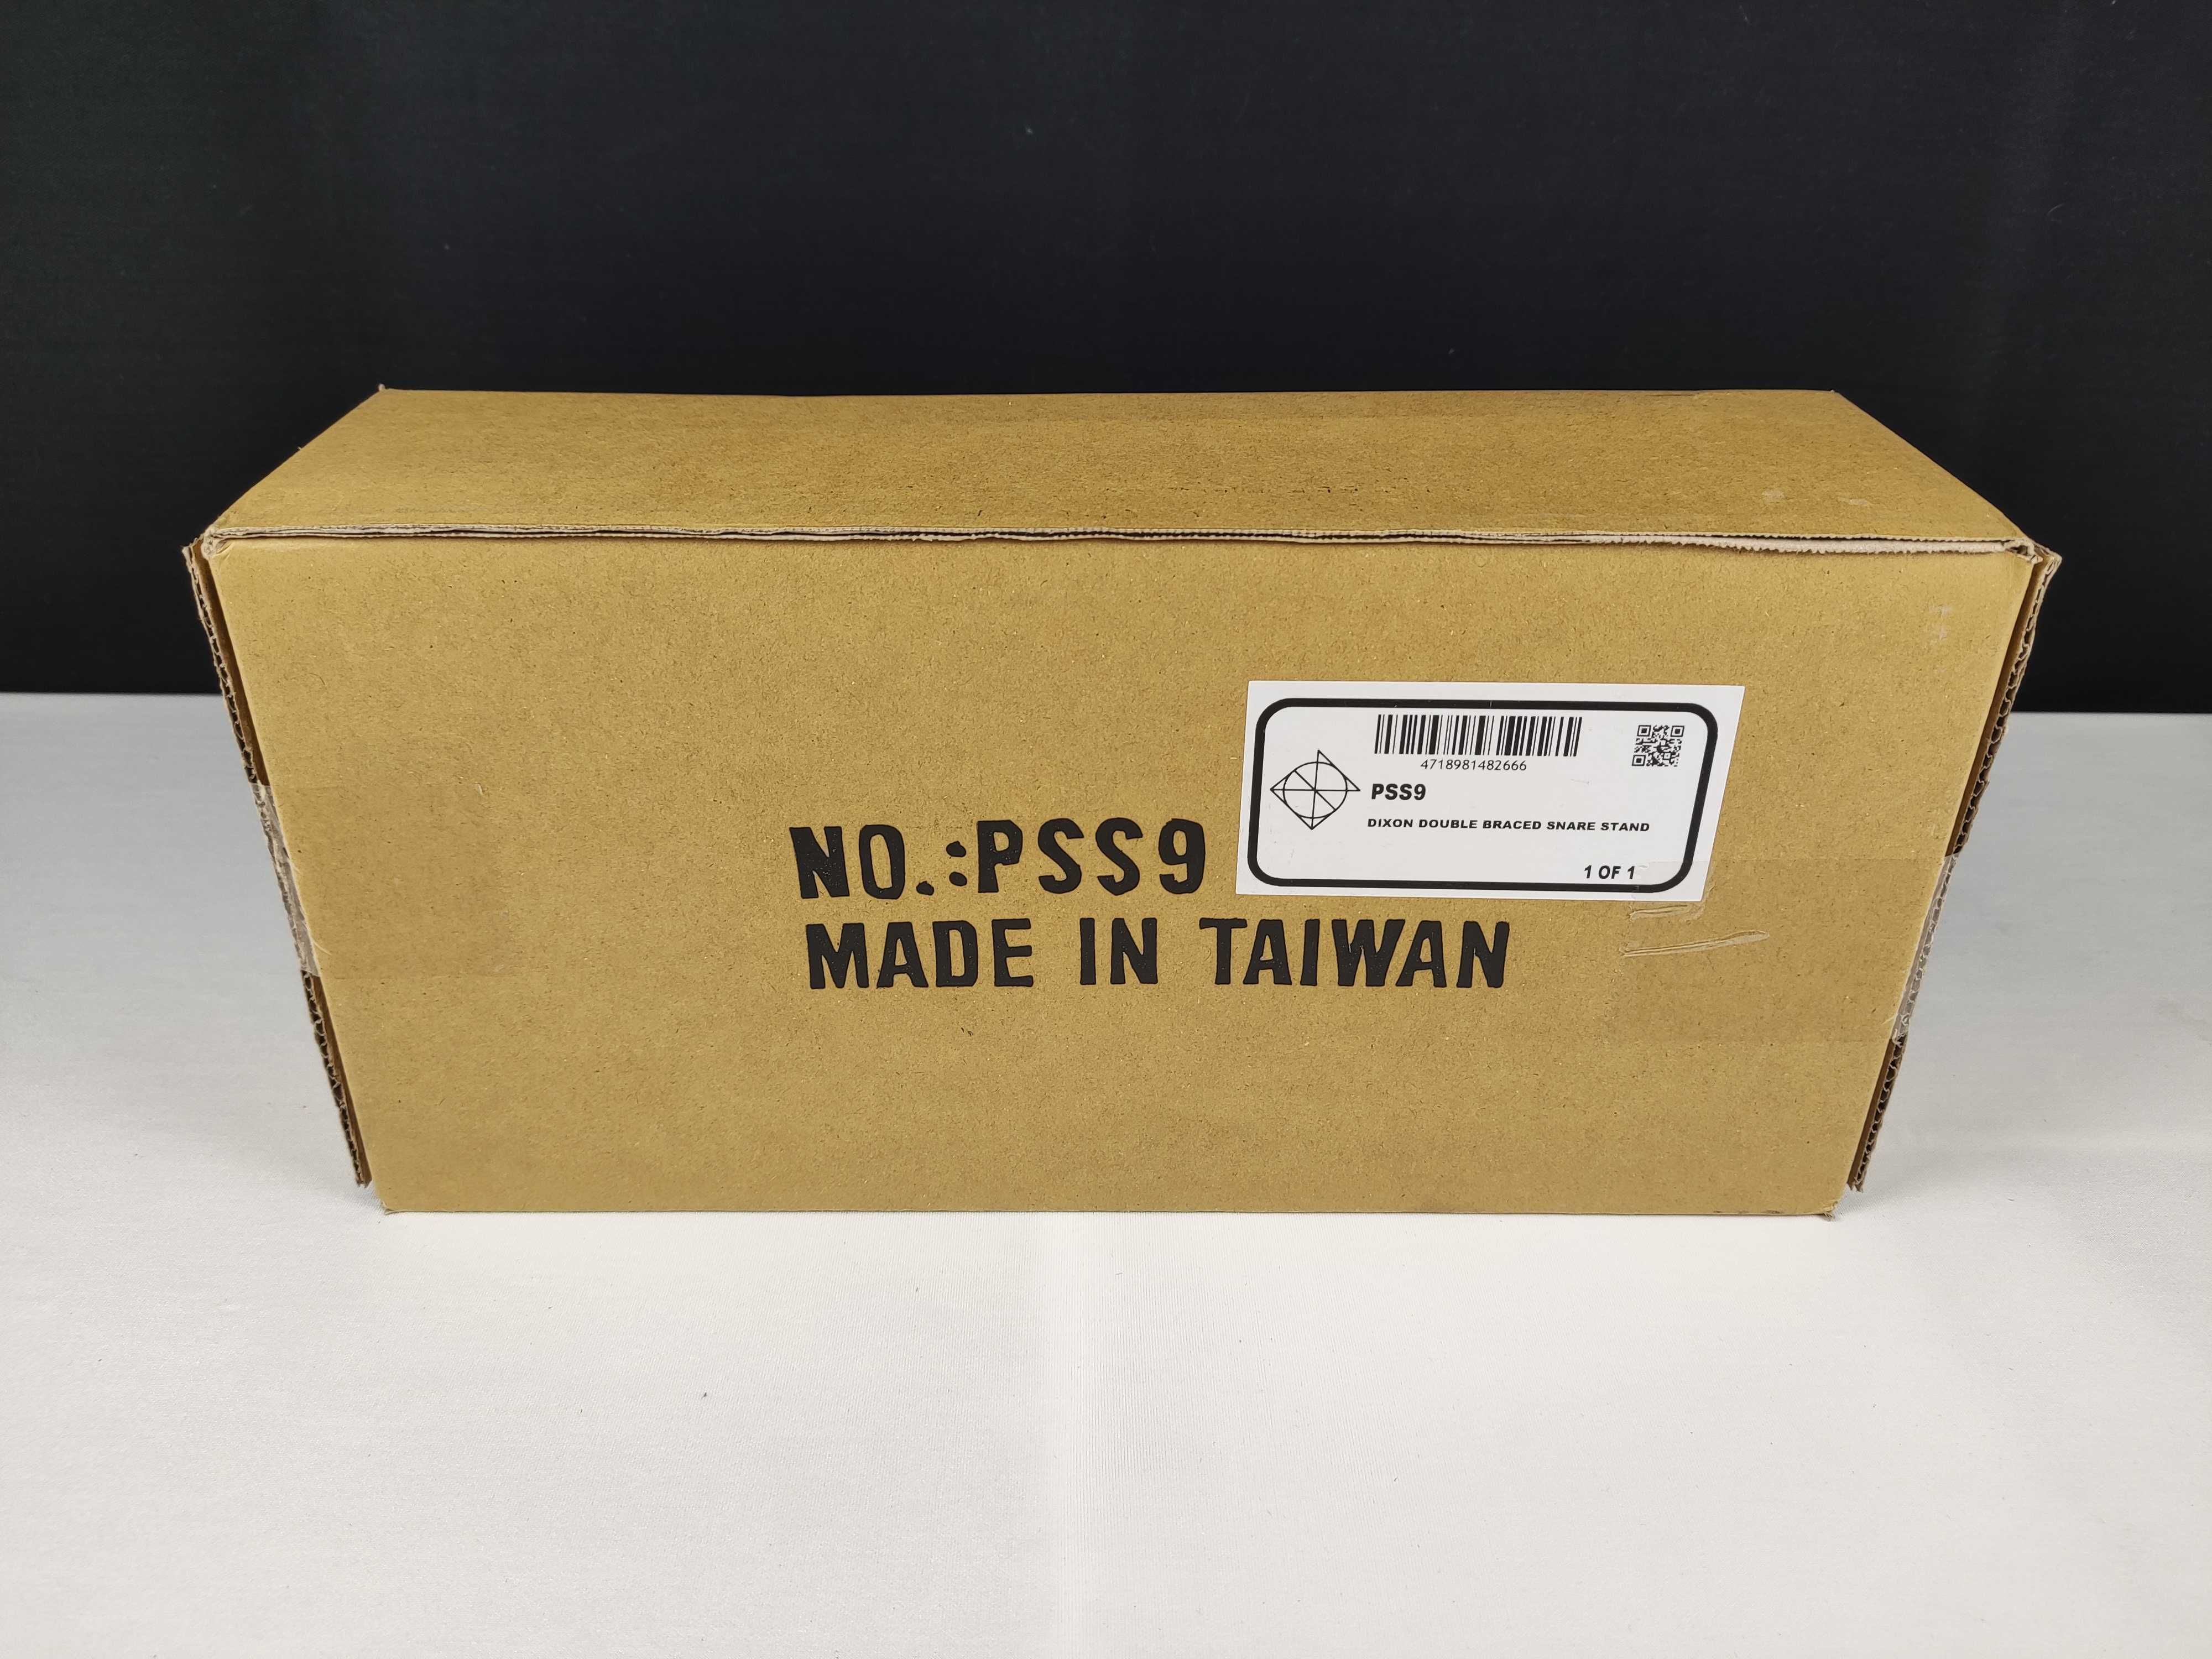 4718981482666
PSS9
DIXON DOUBLE BRACED SNARE STAND
1 OF 1
NO.:PSS9
MADE IN TAIWAN